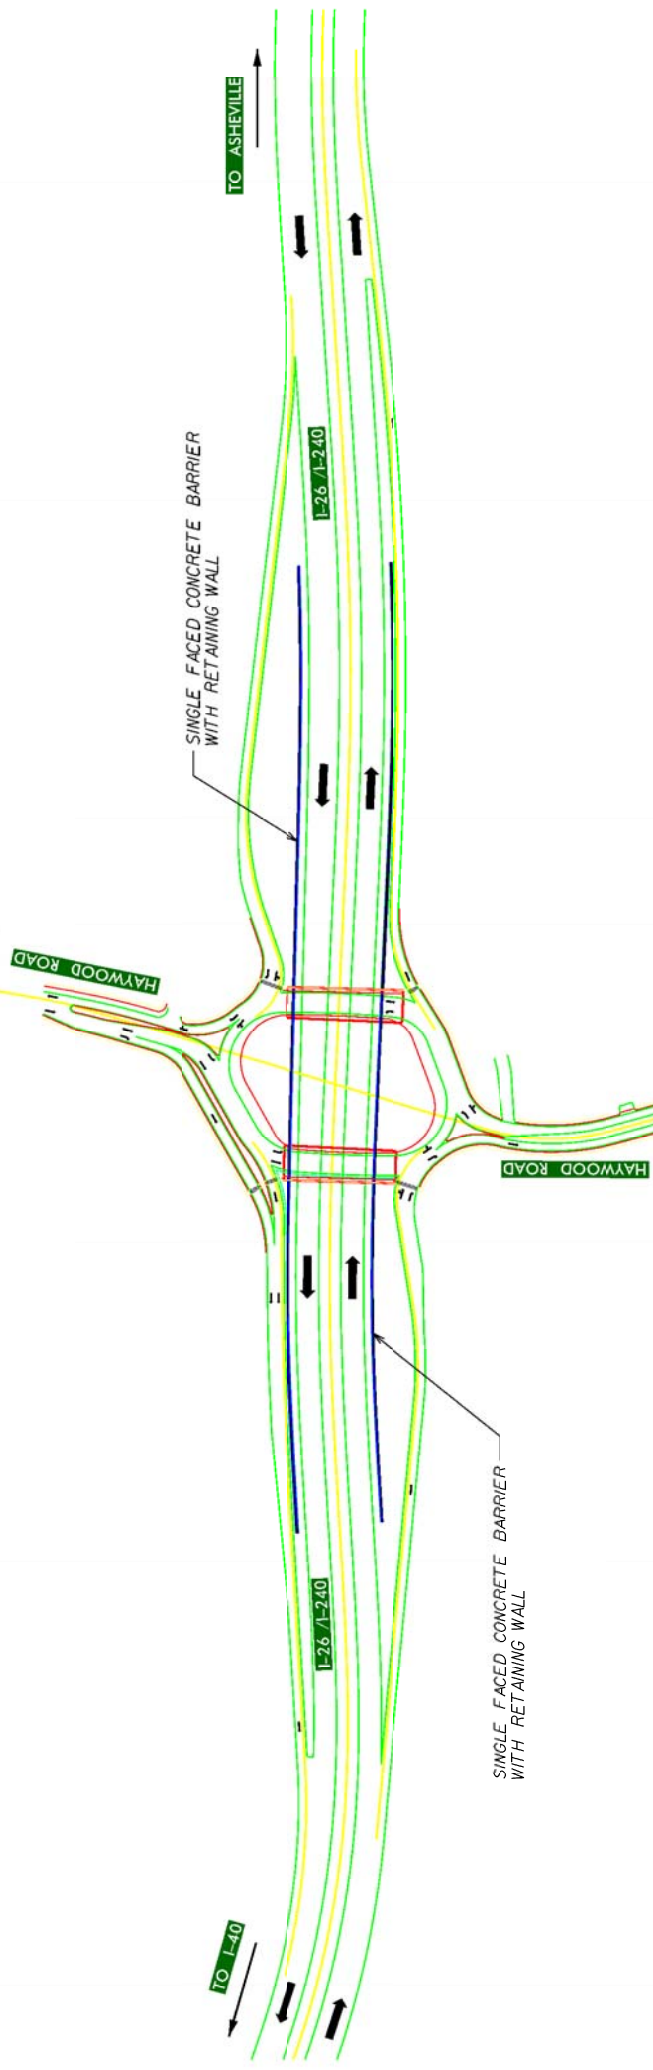 TO ASHEVILLE
I-26 /I-240
SINGLE FACED CONCRETE BARRIER
WITH RETAINING WALL
HAYWOOD ROAD
HAYWOOD ROAD
SINGLE FACED CONCRETE BARRIER
WITH RETAINING WALL
I-26 /I-240
TO I-40